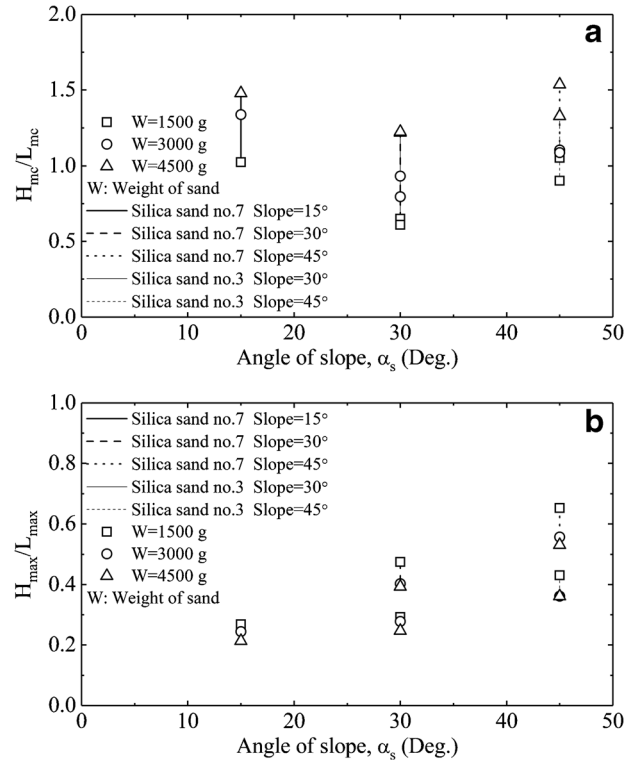 a
2.0
1.5
1.0
0.5
0.0
H_mc/L_mc
W=1500 g
W=3000 g
W=4500 g
W: Weight of sand
Silica sand no.7 Slope=15°
Silica sand no.7 Slope=30°
Silica sand no.7 Slope=45°
Silica sand no.3 Slope=30°
Silica sand no.3 Slope=45°
0 10 20 30 40 50
Angle of slope, α_s (Deg.)
b
1.0
0.8
0.6
0.4
0.2
0.0
H_max/L_max
Silica sand no.7 Slope=15°
Silica sand no.7 Slope=30°
Silica sand no.7 Slope=45°
Silica sand no.3 Slope=30°
Silica sand no.3 Slope=45°
W=1500 g
W=3000 g
W=4500 g
W: Weight of sand
0 10 20 30 40 50
Angle of slope, α_s (Deg.)